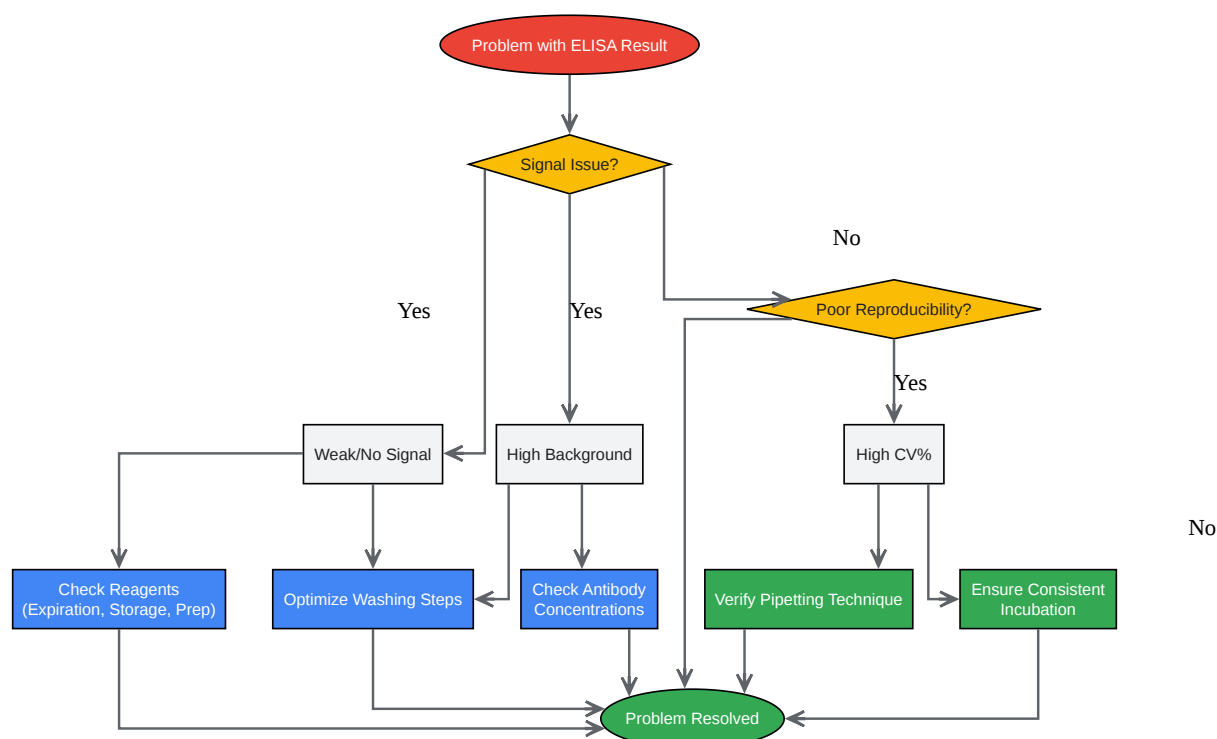 Problem with ELISA Result
Signal Issue?
No
Yes
Yes
Poor Reproducibility?
Yes
Weak/No Signal
High Background
High CV%
No
Check Reagents
(Expiration, Storage, Prep)
Optimize Washing Steps
Check Antibody
Concentrations
Verify Pipetting Technique
Ensure Consistent
Incubation
Problem Resolved